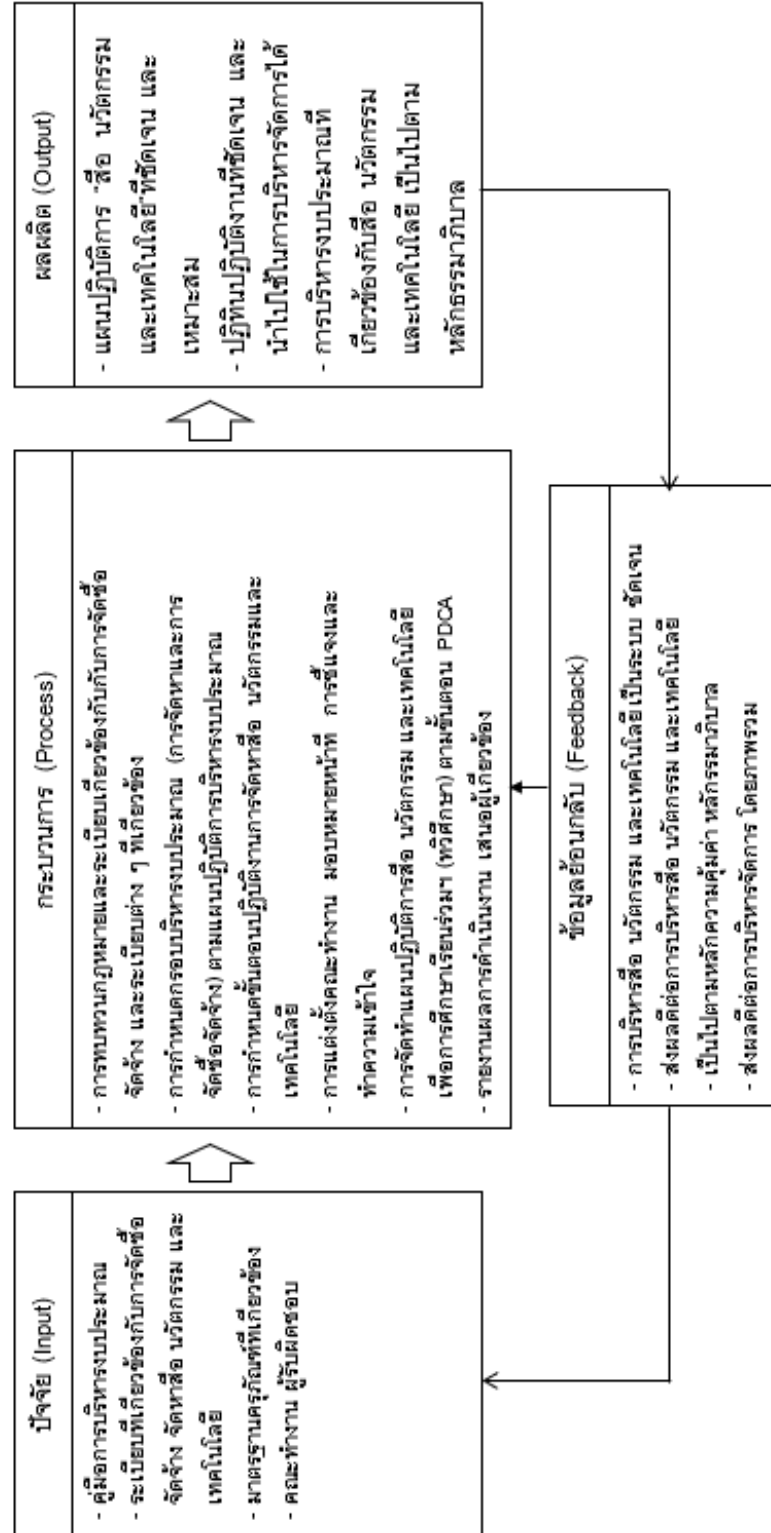 ปัจจัย (Input)
- คู่มือการบริหารงบประมาณ
- ระเบียบที่เกี่ยวข้องกับการจัดซื้อ
จัดจ้าง จัดหาสื่อ นวัตกรรม และ
เทคโนโลยี
- มาตรฐานครุภัณฑ์ที่เกี่ยวข้อง
- คณะทำงาน ผู้รับผิดชอบ
กระบวนการ (Process)
- การทบทวนกฎหมายและระเบียบเกี่ยวข้องกับกับการจัดซื้อ
จัดจ้าง และระเบียบต่าง ๆ ที่เกี่ยวข้อง
- การกำหนดกรอบบริหารงบประมาณ (การจัดหาและการ
จัดซื้อจัดจ้าง) ตามแผนปฏิบัติการบริหารงบประมาณ
- การกำหนดขั้นตอนปฏิบัติงานการจัดหาสื่อ นวัตกรรมและ
เทคโนโลยี
- การแต่งตั้งคณะทำงาน มอบหมายหน้าที่ การชี้แจงและ
ทำความเข้าใจ
- การจัดทำแผนปฏิบัติการสื่อ นวัตกรรม และเทคโนโลยี
เพื่อการศึกษาเรียนร่วมฯ (ทวิศึกษา) ตามขั้นตอน PDCA
- รายงานผลการดำเนินงาน เสนอผู้เกี่ยวข้อง
ผลผลิต (Output)
- แผนปฏิบัติการ "สื่อ นวัตกรรม
และเทคโนโลยี"ที่ชัดเจน และ
เหมาะสม
- ปฏิทินปฏิบัติงานที่ชัดเจน และ
นำไปใช้ในการบริหารจัดการได้
- การบริหารงบประมาณที่
เกี่ยวข้องกับสื่อ นวัตกรรม
และเทคโนโลยี เป็นไปตาม
หลักธรรมาภิบาล
ข้อมูลย้อนกลับ (Feedback)
- การบริหารสื่อ นวัตกรรม และเทคโนโลยีเป็นระบบ ชัดเจน
- ส่งผลดีต่อการบริหารสื่อ นวัตกรรม และเทคโนโลยี
- เป็นไปตามหลักความคุ้มค่า หลักรรมาภิบาล
- ส่งผลดีต่อการบริหารจัดการ โดยภาพรวม